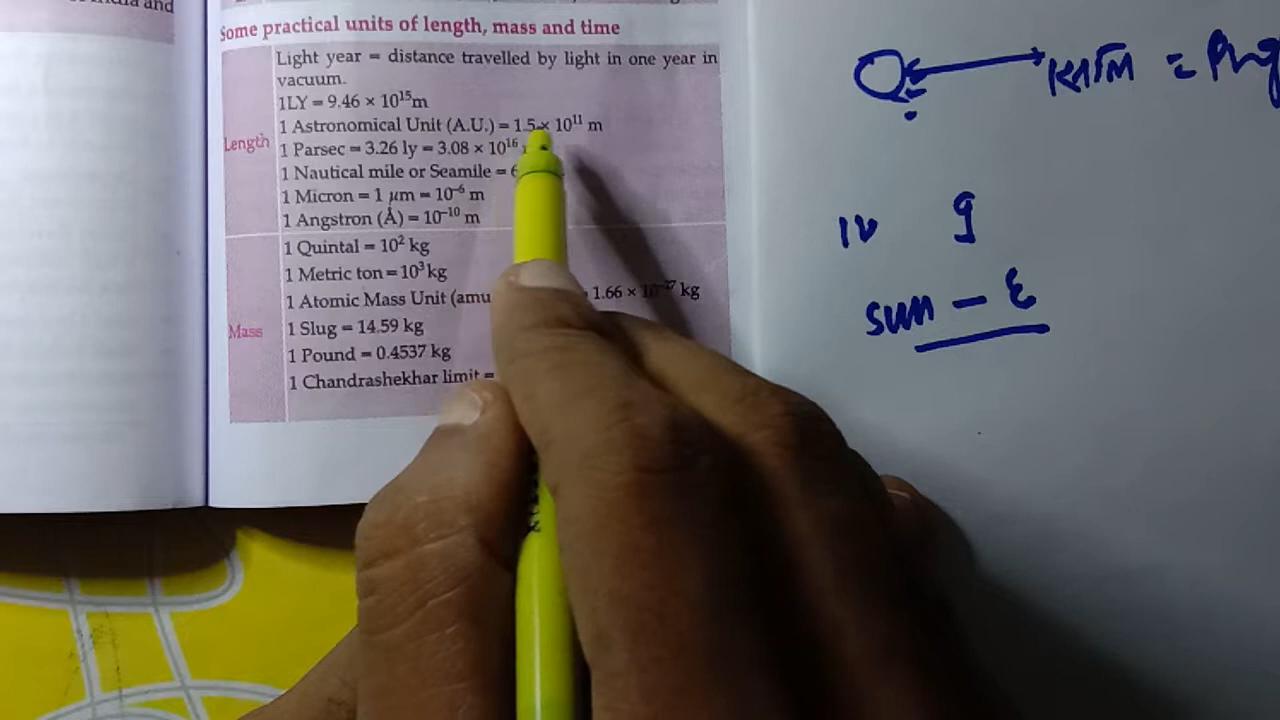 and
Some practical units of length, mass and time
Length
Light year = distance travelled by light in one year in
vacuum.
1LY = 9.46 × 10¹⁵m
1 Astronomical Unit (A.U.) = 1.5 × 10¹¹ m
1 Parsec = 3.26 ly = 3.08 × 10¹⁶
1 Nautical mile or Seamile = 6
1 Micron = 1 μm = 10⁻⁶ m
1 Angstron (Å) = 10⁻¹⁰ m
Mass
1 Quintal = 10² kg
1 Metric ton = 10³ kg
1 Atomic Mass Unit (amu 1.66 × 10⁻²⁷ kg
1 Slug = 14.59 kg
1 Pound = 0.4537 kg
1 Chandrashekhar limit =
sun – ε